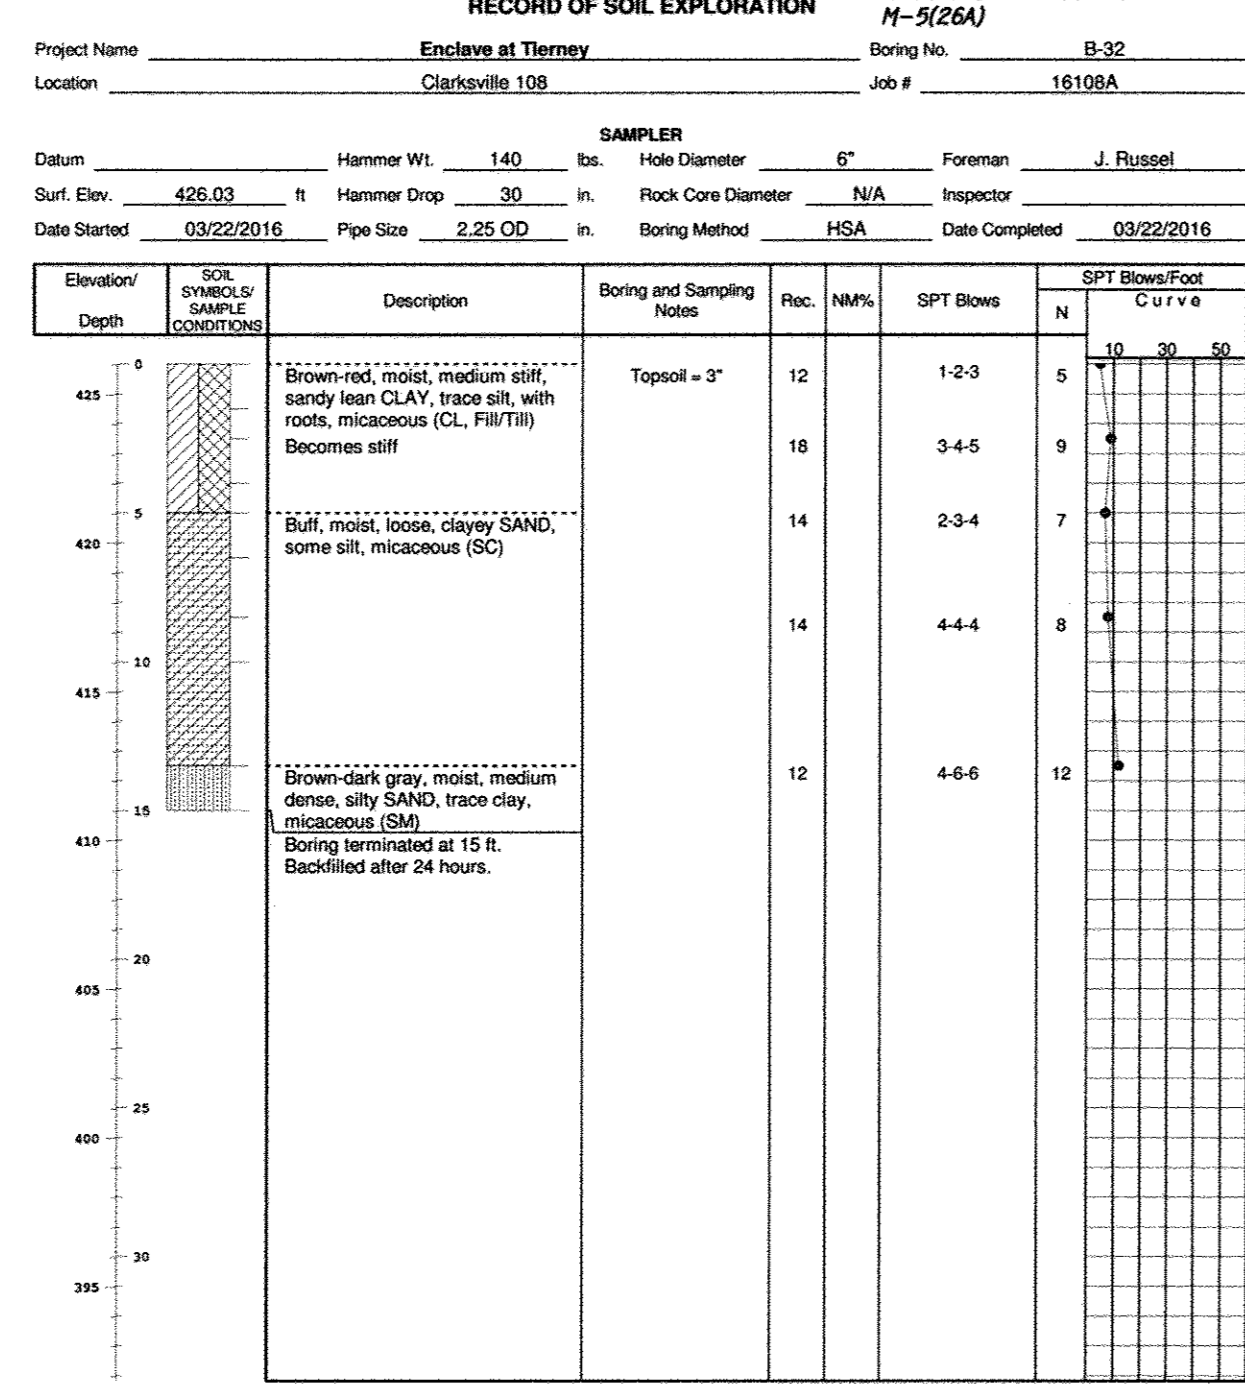 RECORD OF SOIL EXPLORATION
M-5(26A)
Project Name Enclave at Tierney Boring No. B-32
Location Clarksville 108 Job # 16108A
SAMPLER
Datum Hammer Wt. 140 lbs. Hole Diameter 6" Foreman J. Russel
Surf. Elev. 426.03 ft Hammer Drop 30 in. Rock Core Diameter N/A Inspector
Date Started 03/22/2016 Pipe Size 2.25 OD in. Boring Method HSA Date Completed 03/22/2016
Elevation/
Depth
SOIL
SYMBOLS/
SAMPLE
CONDITIONS
Description
Boring and Sampling
Notes
Rec.
NM%
SPT Blows
SPT Blows/Foot
N
Curve
10 30 50
0
Brown-red, moist, medium stiff, Topsoil = 3" 12 1-2-3 5
425 sandy lean CLAY, trace silt, with
roots, micaceous (CL, Fill/Till)
Becomes stiff 18 3-4-5 9
5
Buff, moist, loose, clayey SAND, 14 2-3-4 7
420 some silt, micaceous (SC)
14 4-4-4 8
10
415
Brown-dark gray, moist, medium 12 4-6-6 12
dense, silty SAND, trace clay,
15 micaceous (SM)
410 Boring terminated at 15 ft.
Backfilled after 24 hours.
20
405
25
400
30
395